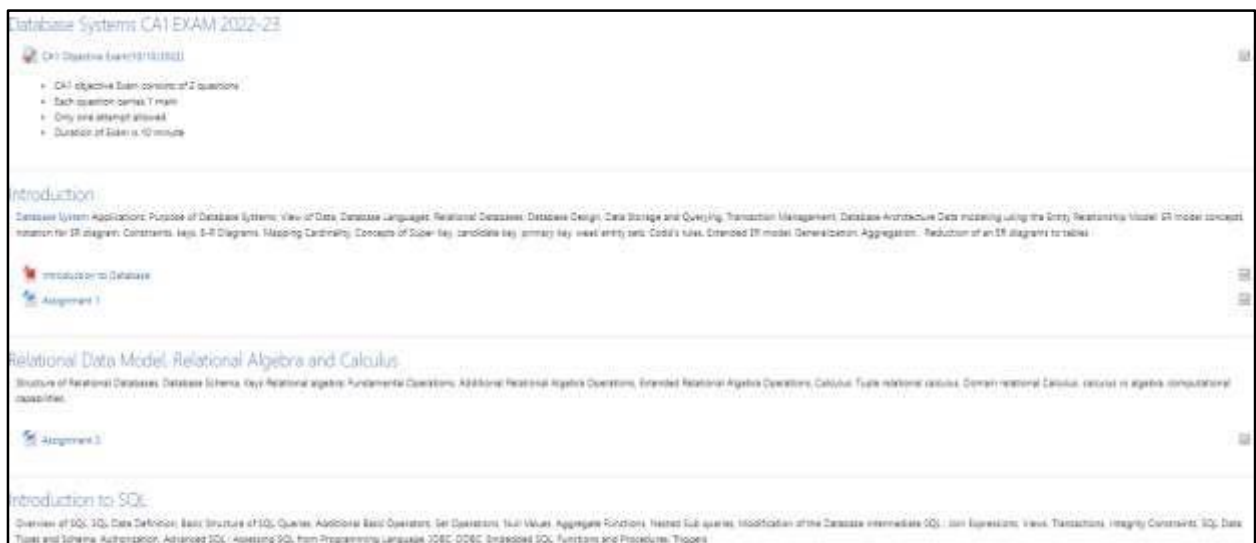 Database Systems CA1 EXAM 2022-23
CA1 Objective Exam
CA1 objective Exam consists of 2 questions
Each question carries 1 mark
Only one attempt allowed
Duration of Exam is 10 minute
Introduction
Database System Applications, Purpose of Database Systems, View of Data, Database Languages, Relational Databases, Database Design, Data Storage and Querying, Transaction Management, Database Architecture Data modeling using the Entity Relationship Model: ER model concepts,
notation for ER diagram, Constraints, keys, E-R Diagrams, Mapping Cardinality, Concepts of Super Key, candidate key, primary key, weak entity sets, Codd's rules, Extended ER model, Generalization, Aggregation, Reduction of an ER diagrams to tables
Introduction to Database
Assignment 1
Relational Data Model, Relational Algebra and Calculus
Structure of Relational Databases, Database Schema, Keys Relational algebra: Fundamental Operations, Additional Relational Algebra Operations, Extended Relational Algebra Operations, Calculus: Tuple relational calculus, Domain relational Calculus, calculus vs algebra, computational
capabilities
Assignment
Introduction to SQL
Overview of SQL, SQL Data Definition, Basic Structure of SQL Queries, Additional Basic Operators, Set Operations, Null Values, Aggregate Functions, Nested Sub queries, Modification of the Database Intermediate SQL: Join Expressions, Views, Transactions, Integrity Constraints, SQL Data
Types and Schema, Authorization, Advanced SQL: Accessing SQL from Programming Language, JDBC, ODBC, Embedded SQL, Functions and Procedures, Triggers